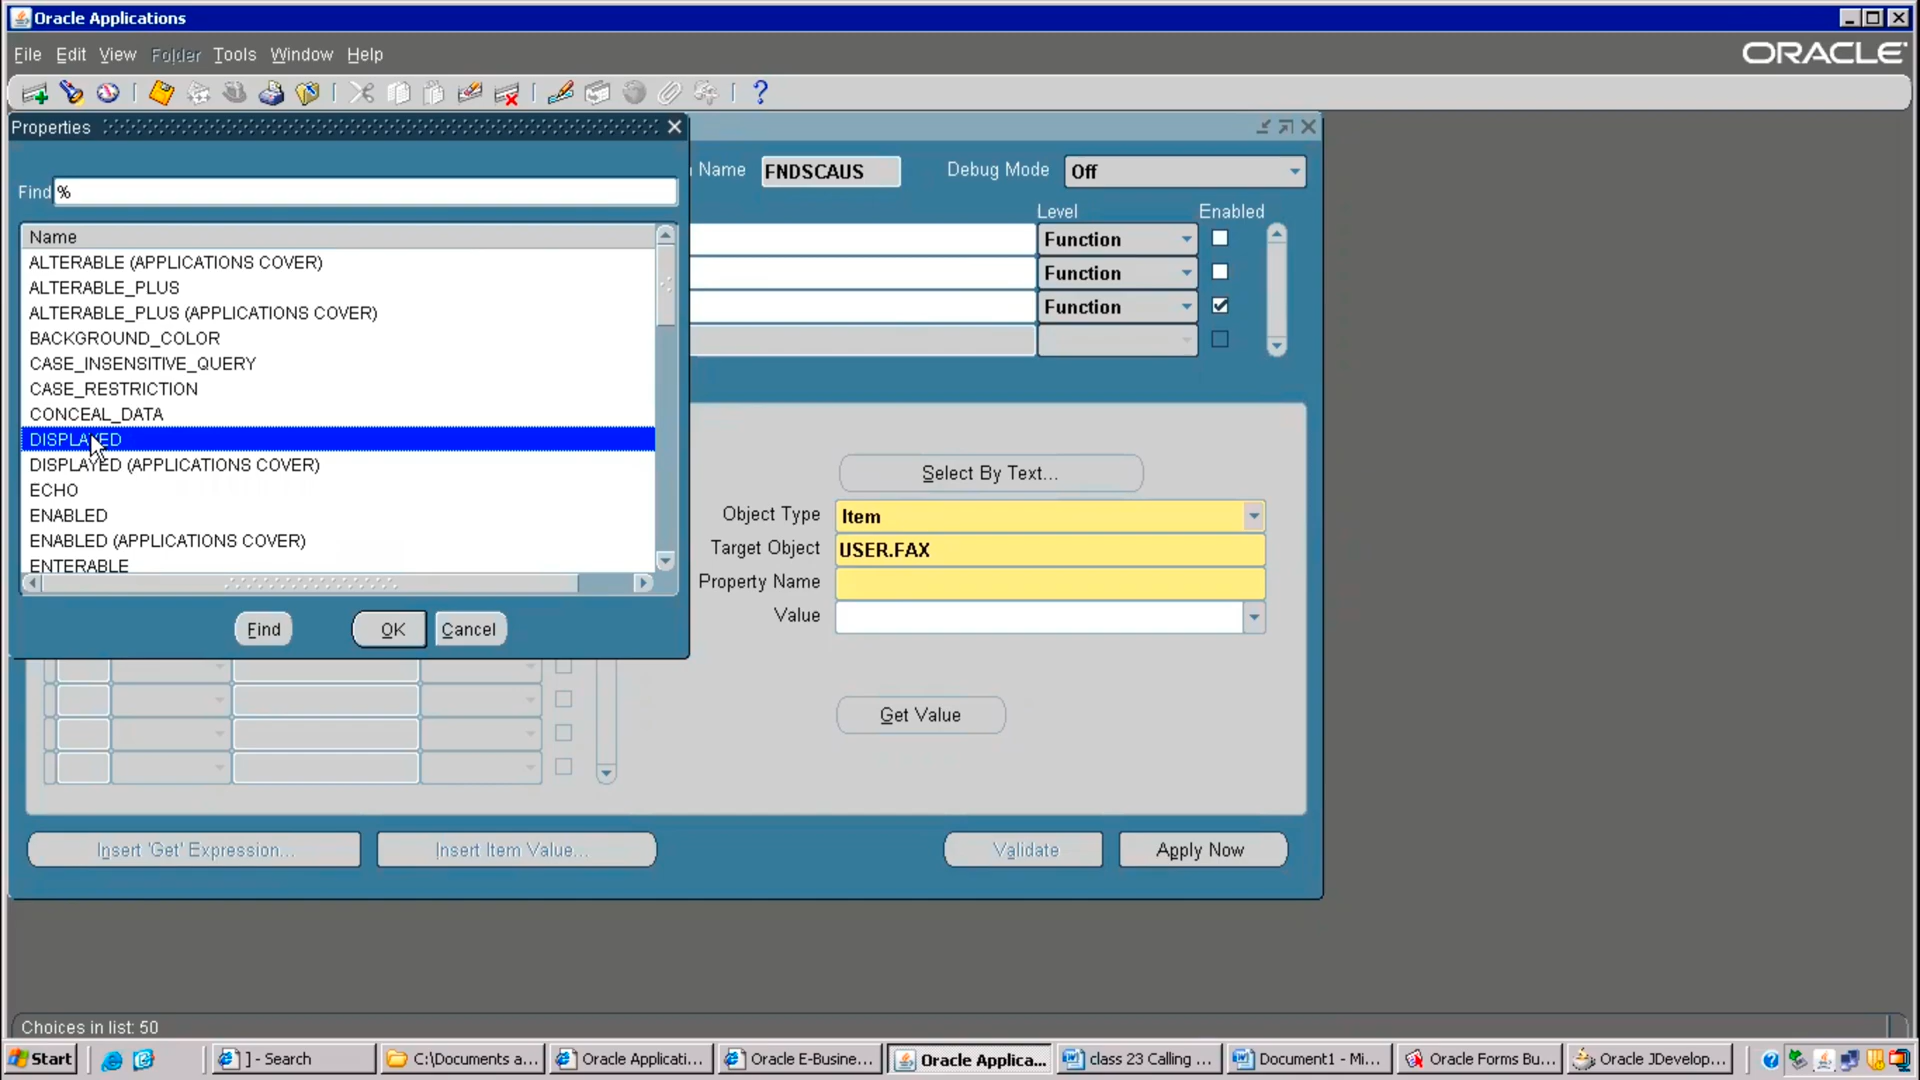 Oracle Applications
File Edit View Folder Tools Window Help
ORACLE
Properties
Find %
Name
ALTERABLE (APPLICATIONS COVER)
ALTERABLE_PLUS
ALTERABLE_PLUS (APPLICATIONS COVER)
BACKGROUND_COLOR
CASE_INSENSITIVE_QUERY
CASE_RESTRICTION
CONCEAL_DATA
DISPLAYED
DISPLAYED (APPLICATIONS COVER)
ECHO
ENABLED
ENABLED (APPLICATIONS COVER)
ENTERABLE
Find OK Cancel
Name FNDSCAUS Debug Mode Off
Level Enabled
Function
Function
Function
Select By Text...
Object Type Item
Target Object USER.FAX
Property Name
Value
Get Value
Insert 'Get' Expression... Insert Item Value... Validate Apply Now
Choices in list: 50
Start ] - Search C:\Documents a... Oracle Applicati... Oracle E-Busine... Oracle Applica... class 23 Calling ... Document1 - Mi... Oracle Forms Bu... Oracle JDevelop...